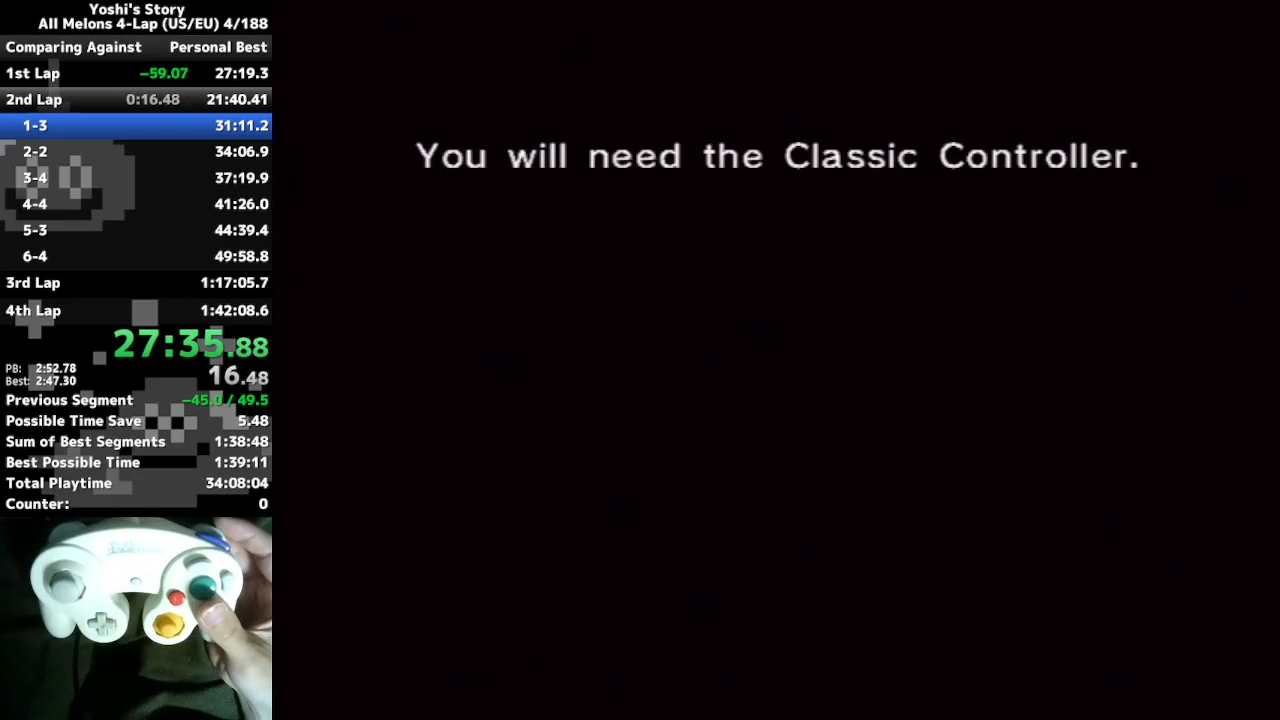 Yoshi's Story
All Melons 4-Lap (US/EU) 4/188
Comparing Against Personal Best
1st Lap -59.07 27:19.3
2nd Lap 0:16.48 21:40.41
1-3 31:11.2
2-2 34:06.9
3-4 37:19.9
4-4 41:26.0
5-3 44:39.4
6-4 49:58.8
3rd Lap 1:17:05.7
4th Lap 1:42:08.6
27:35.88
PB: 2:52.78
Best: 2:47.30
16.48
Previous Segment -45.0 / 49.5
Possible Time Save 5.48
Sum of Best Segments 1:38:48
Best Possible Time 1:39:11
Total Playtime 34:08:04
Counter: 0
You will need the Classic Controller.